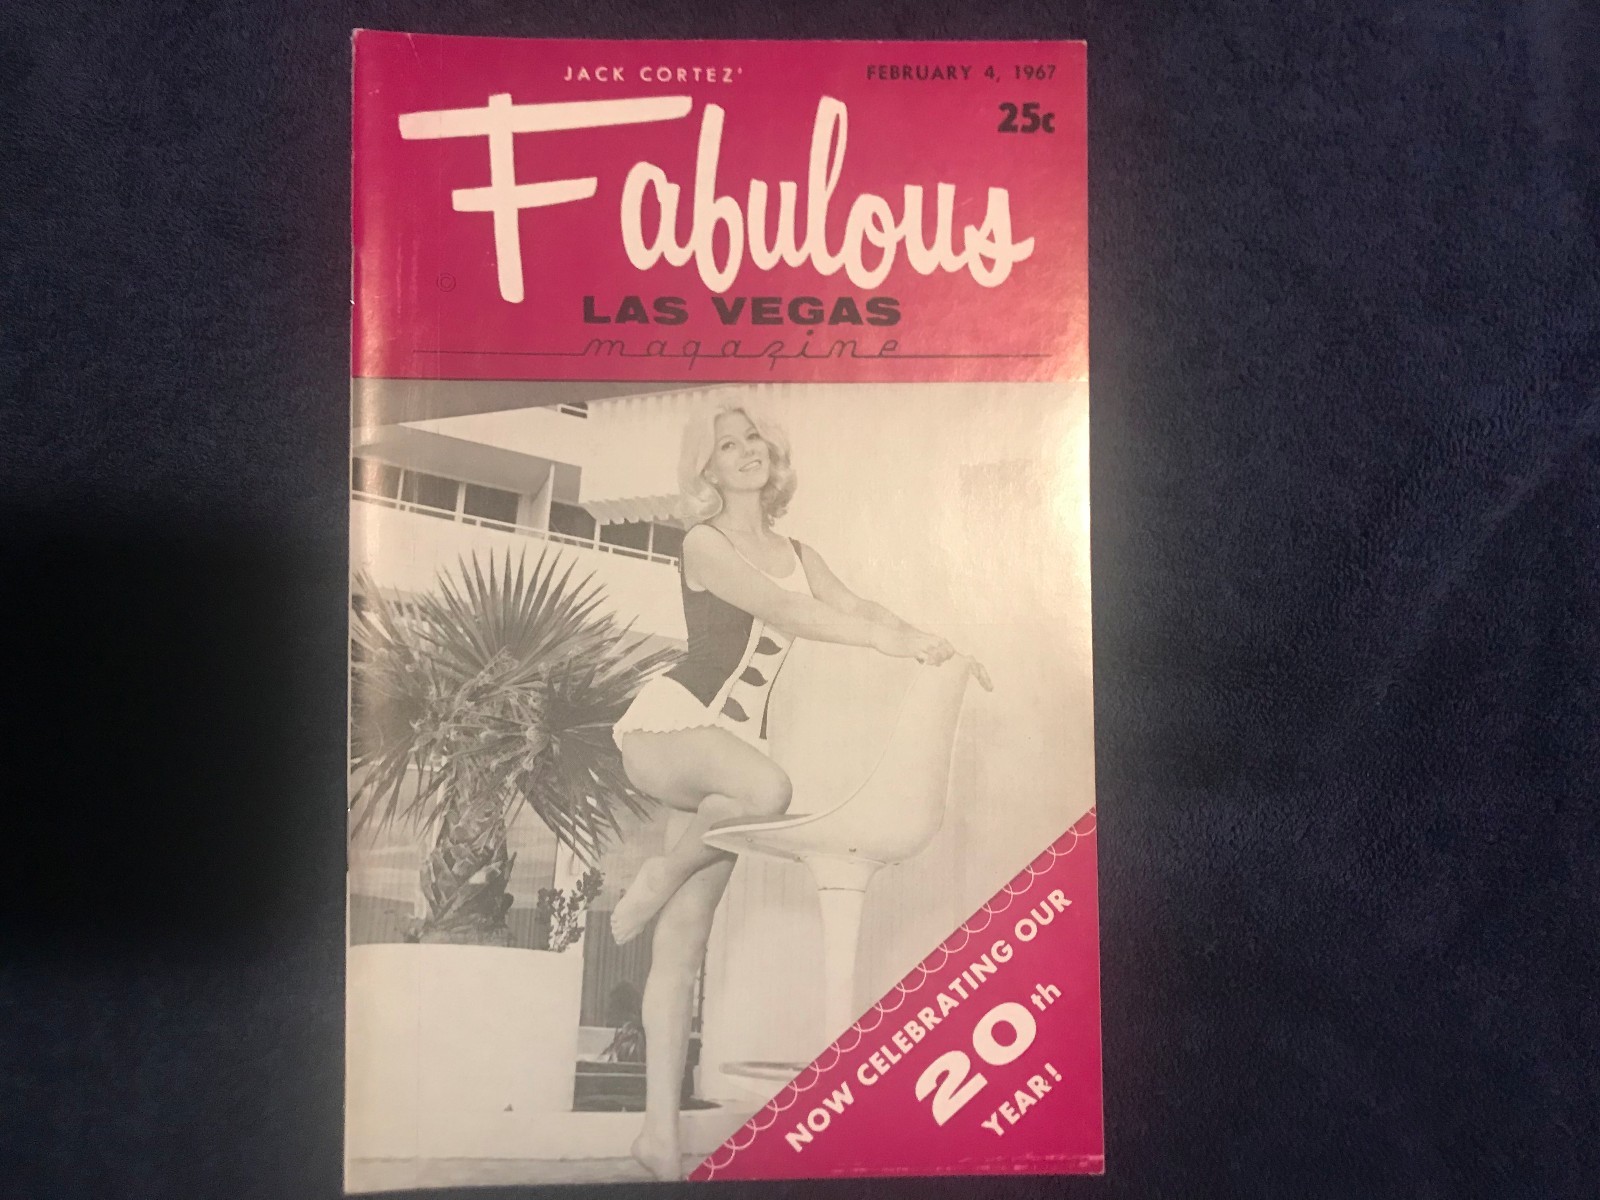 JACK CORTEZ'
FEBRUARY 4, 1967
25c
Fabulous
©
LAS VEGAS
magazine
NOW CELEBRATING OUR
20th
YEAR!